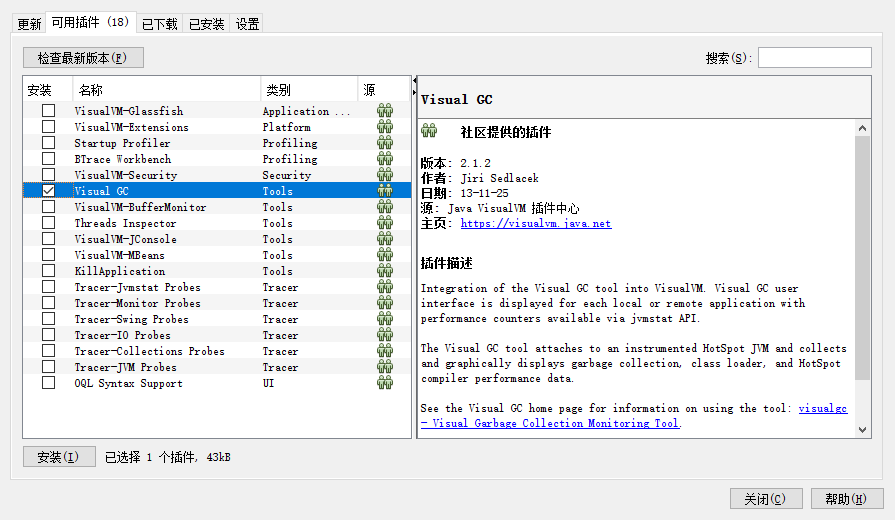 更新 可用插件 (18) 已下载 已安装 设置
检查最新版本(F) 搜索(S):
安装 名称 类别 源
VisualVM-Glassfish Application ...
VisualVM-Extensions Platform
Startup Profiler Profiling
BTrace Workbench Profiling
VisualVM-Security Security
Visual GC Tools
VisualVM-BufferMonitor Tools
Threads Inspector Tools
VisualVM-JConsole Tools
VisualVM-MBeans Tools
KillApplication Tools
Tracer-Jvmstat Probes Tracer
Tracer-Monitor Probes Tracer
Tracer-Swing Probes Tracer
Tracer-IO Probes Tracer
Tracer-Collections Probes Tracer
Tracer-JVM Probes Tracer
OQL Syntax Support UI
Visual GC
社区提供的插件
版本: 2.1.2
作者: Jiri Sedlacek
日期: 13-11-25
源: Java VisualVM 插件中心
主页: https://visualvm.java.net
插件描述
Integration of the Visual GC tool into VisualVM. Visual GC user
interface is displayed for each local or remote application with
performance counters available via jvmstat API.
The Visual GC tool attaches to an instrumented HotSpot JVM and collects
and graphically displays garbage collection, class loader, and HotSpot
compiler performance data.
See the Visual GC home page for information on using the tool: visualgc
- Visual Garbage Collection Monitoring Tool.
安装(I) 已选择 1 个插件, 43kB
关闭(C) 帮助(H)